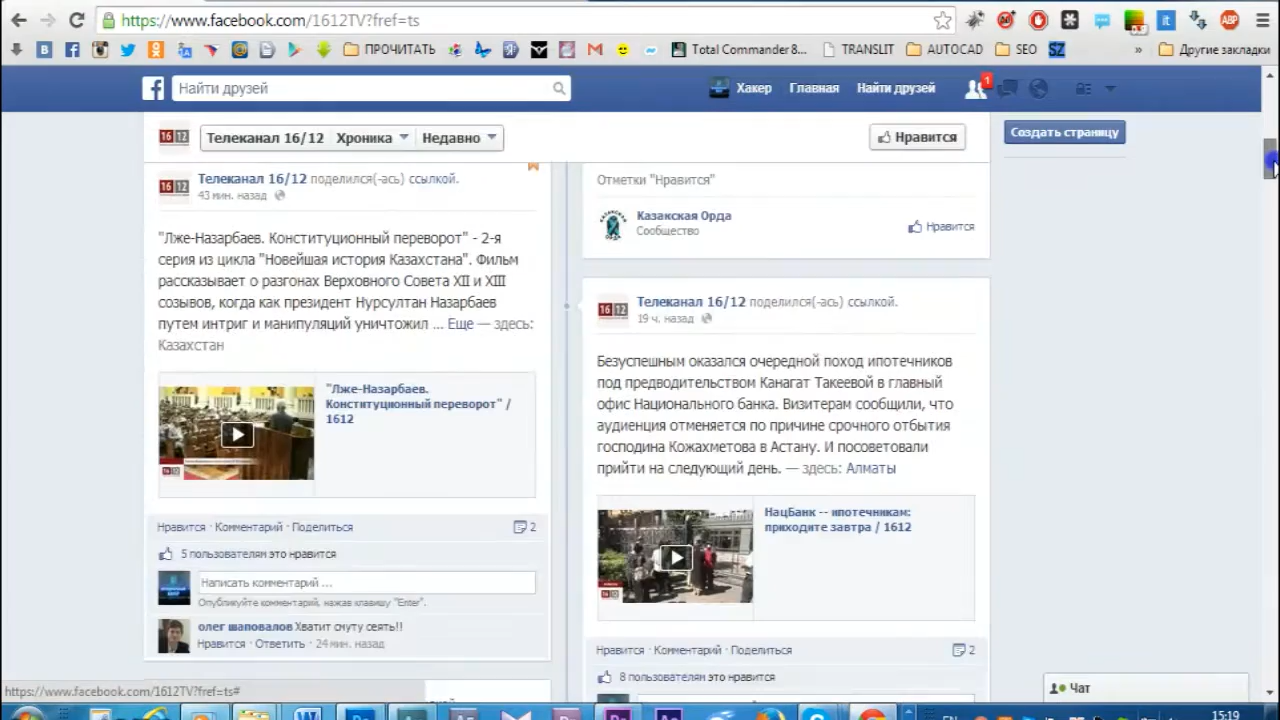 https://www.facebook.com/1612TV?fref=ts
ПРОЧИТАТЬ
Total Commander 8...
TRANSLIT
AUTOCAD
SEO
SZ
»
Другие закладки
Найти друзей
Хакер
Главная
Найти друзей
1
16 12
Телеканал 16/12
Хроника
Недавно
Нравится
Создать страницу
Телеканал 16/12 поделился(-ась) ссылкой.
43 мин. назад
"Лже-Назарбаев. Конституционный переворот" - 2-я
серия из цикла "Новейшая история Казахстана". Фильм
рассказывает о разгонах Верховного Совета XII и XIII
созывов, когда как президент Нурсултан Назарбаев
путем интриг и манипуляций уничтожил ... Еще — здесь:
Казахстан
"Лже-Назарбаев.
Конституционный переворот" /
1612
Нравится · Комментарий · Поделиться
2
5 пользователям это нравится
Написать комментарий ...
Опубликуйте комментарий, нажав клавишу "Enter".
олег шаповалов Хватит смуту сеять!!
Нравится · Ответить · 24 мин. назад
Отметки "Нравится"
Казакская Орда
Сообщество
Нравится
Телеканал 16/12 поделился(-ась) ссылкой.
19 ч. назад
Безуспешным оказался очередной поход ипотечников
под предводительством Канагат Такеевой в главный
офис Национального банка. Визитерам сообщили, что
аудиенция отменяется по причине срочного отбытия
господина Кожахметова в Астану. И посоветовали
прийти на следующий день. — здесь: Алматы
НацБанк -- ипотечникам:
приходите завтра / 1612
Нравится · Комментарий · Поделиться
2
8 пользователям это нравится
Чат
https://www.facebook.com/1612TV?fref=ts#
EN
15:19